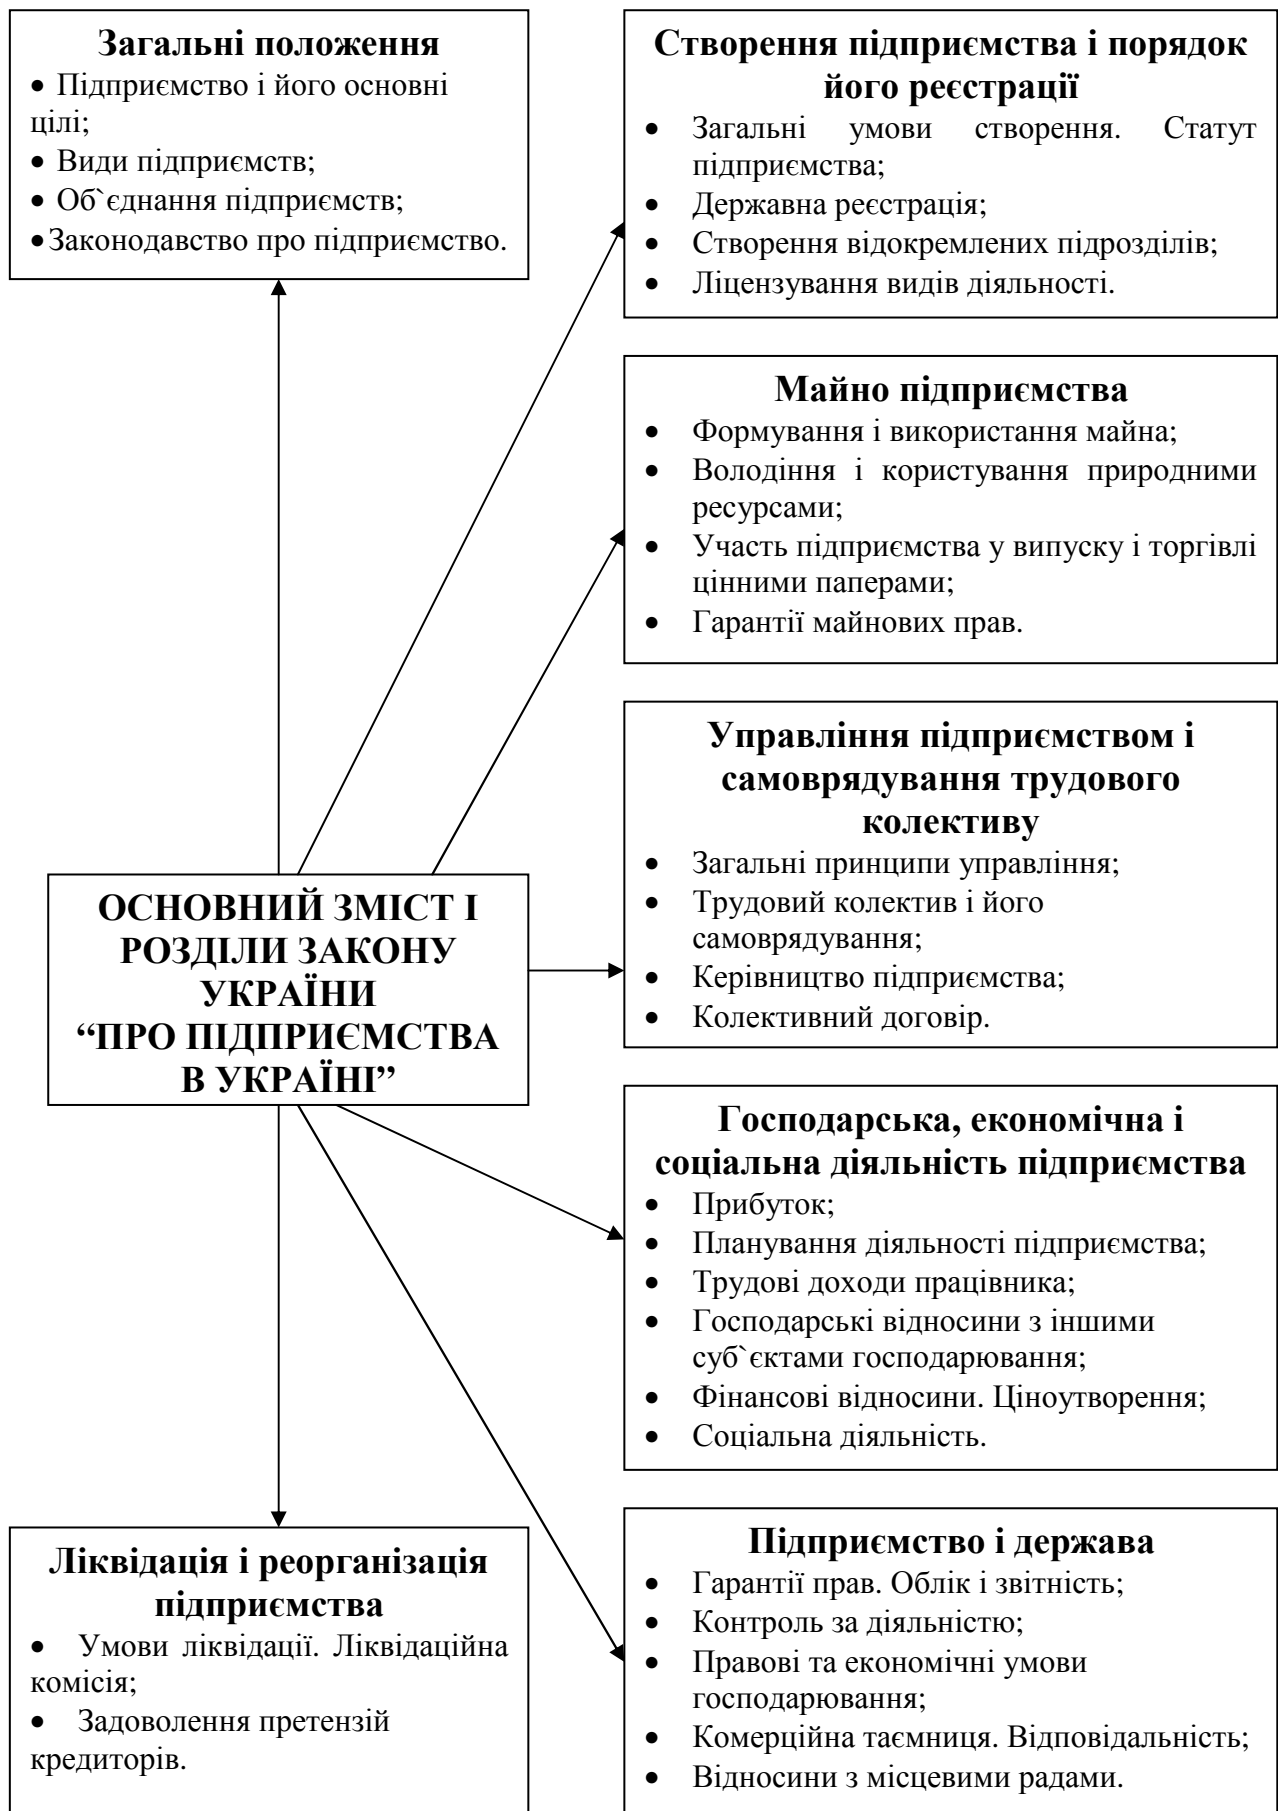 Загальні положення
• Підприємство і його основні
цілі;
• Види підприємств;
• Об`єднання підприємств;
• Законодавство про підприємство.
Створення підприємства і порядок
його реєстрації
• Загальні умови створення. Статут
підприємства;
• Державна реєстрація;
• Створення відокремлених підрозділів;
• Ліцензування видів діяльності.
Майно підприємства
• Формування і використання майна;
• Володіння і користування природними
ресурсами;
• Участь підприємства у випуску і торгівлі
цінними паперами;
• Гарантії майнових прав.
Управління підприємством і
самоврядування трудового
колективу
• Загальні принципи управління;
• Трудовий колектив і його
самоврядування;
• Керівництво підприємства;
• Колективний договір.
ОСНОВНИЙ ЗМІСТ І
РОЗДІЛИ ЗАКОНУ
УКРАЇНИ
“ПРО ПІДПРИЄМСТВА
В УКРАЇНІ”
Господарська, економічна і
соціальна діяльність підприємства
• Прибуток;
• Планування діяльності підприємства;
• Трудові доходи працівника;
• Господарські відносини з іншими
суб`єктами господарювання;
• Фінансові відносини. Ціноутворення;
• Соціальна діяльність.
Ліквідація і реорганізація
підприємства
• Умови ліквідації. Ліквідаційна
комісія;
• Задоволення претензій
кредиторів.
Підприємство і держава
• Гарантії прав. Облік і звітність;
• Контроль за діяльністю;
• Правові та економічні умови
господарювання;
• Комерційна таємниця. Відповідальність;
• Відносини з місцевими радами.